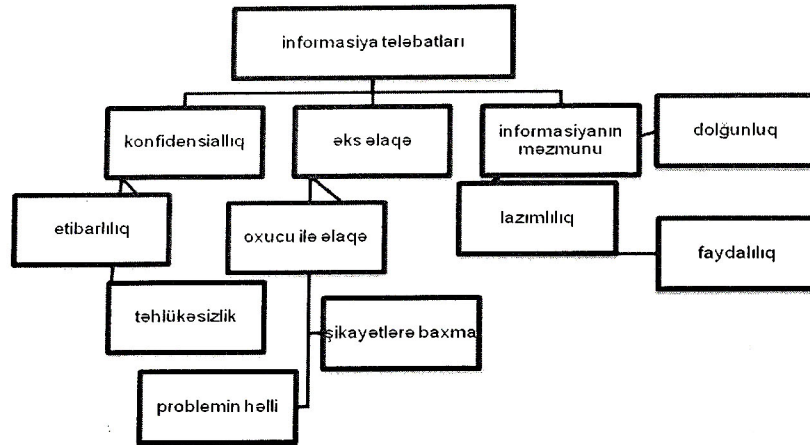 informasiya tələbatları
konfidensiallıq
əks əlaqə
informasiyanın
məzmunu
dolğunluq
etibarlılıq
oxucu ilə əlaqə
lazımlılıq
faydalılıq
təhlükəsizlik
şikayətlərə baxma
problemin həlli